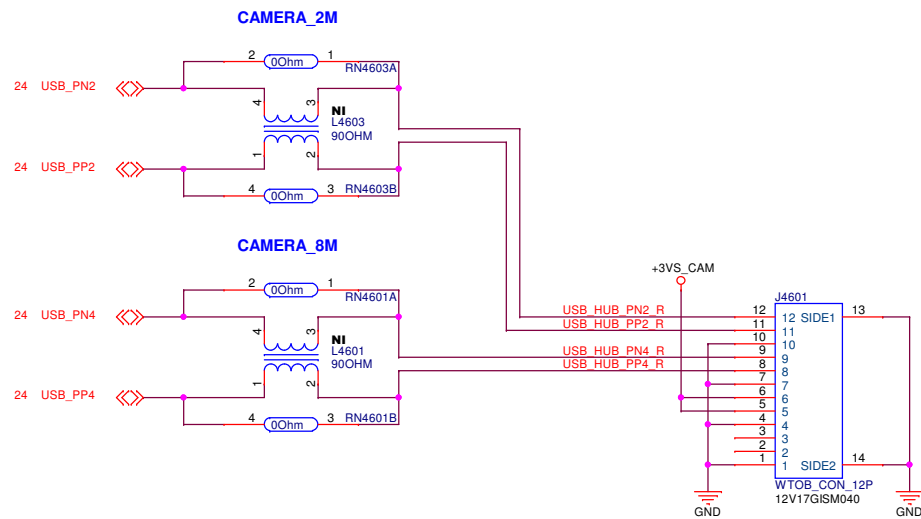 CAMERA_2M
2 0Ohm 1
RN4603A
24 USB_PN2
4 3
NI
L4603
90OHM
1 2
24 USB_PP2
4 0Ohm 3 RN4603B
CAMERA_8M
2 0Ohm 1
RN4601A
24 USB_PN4
4 3
NI
L4601
90OHM
1 2
24 USB_PP4
4 0Ohm 3 RN4601B
+3VS_CAM
J4601
USB_HUB_PN2_R 12 12 SIDE1 13
USB_HUB_PP2_R 11 11
10 10
USB_HUB_PN4_R 9 9
USB_HUB_PP4_R 8 8
7 7
6 6
5 5
4 4
3 3
2 2
1 1 SIDE2 14
WTOB_CON_12P
12V17GISM040
GND
GND